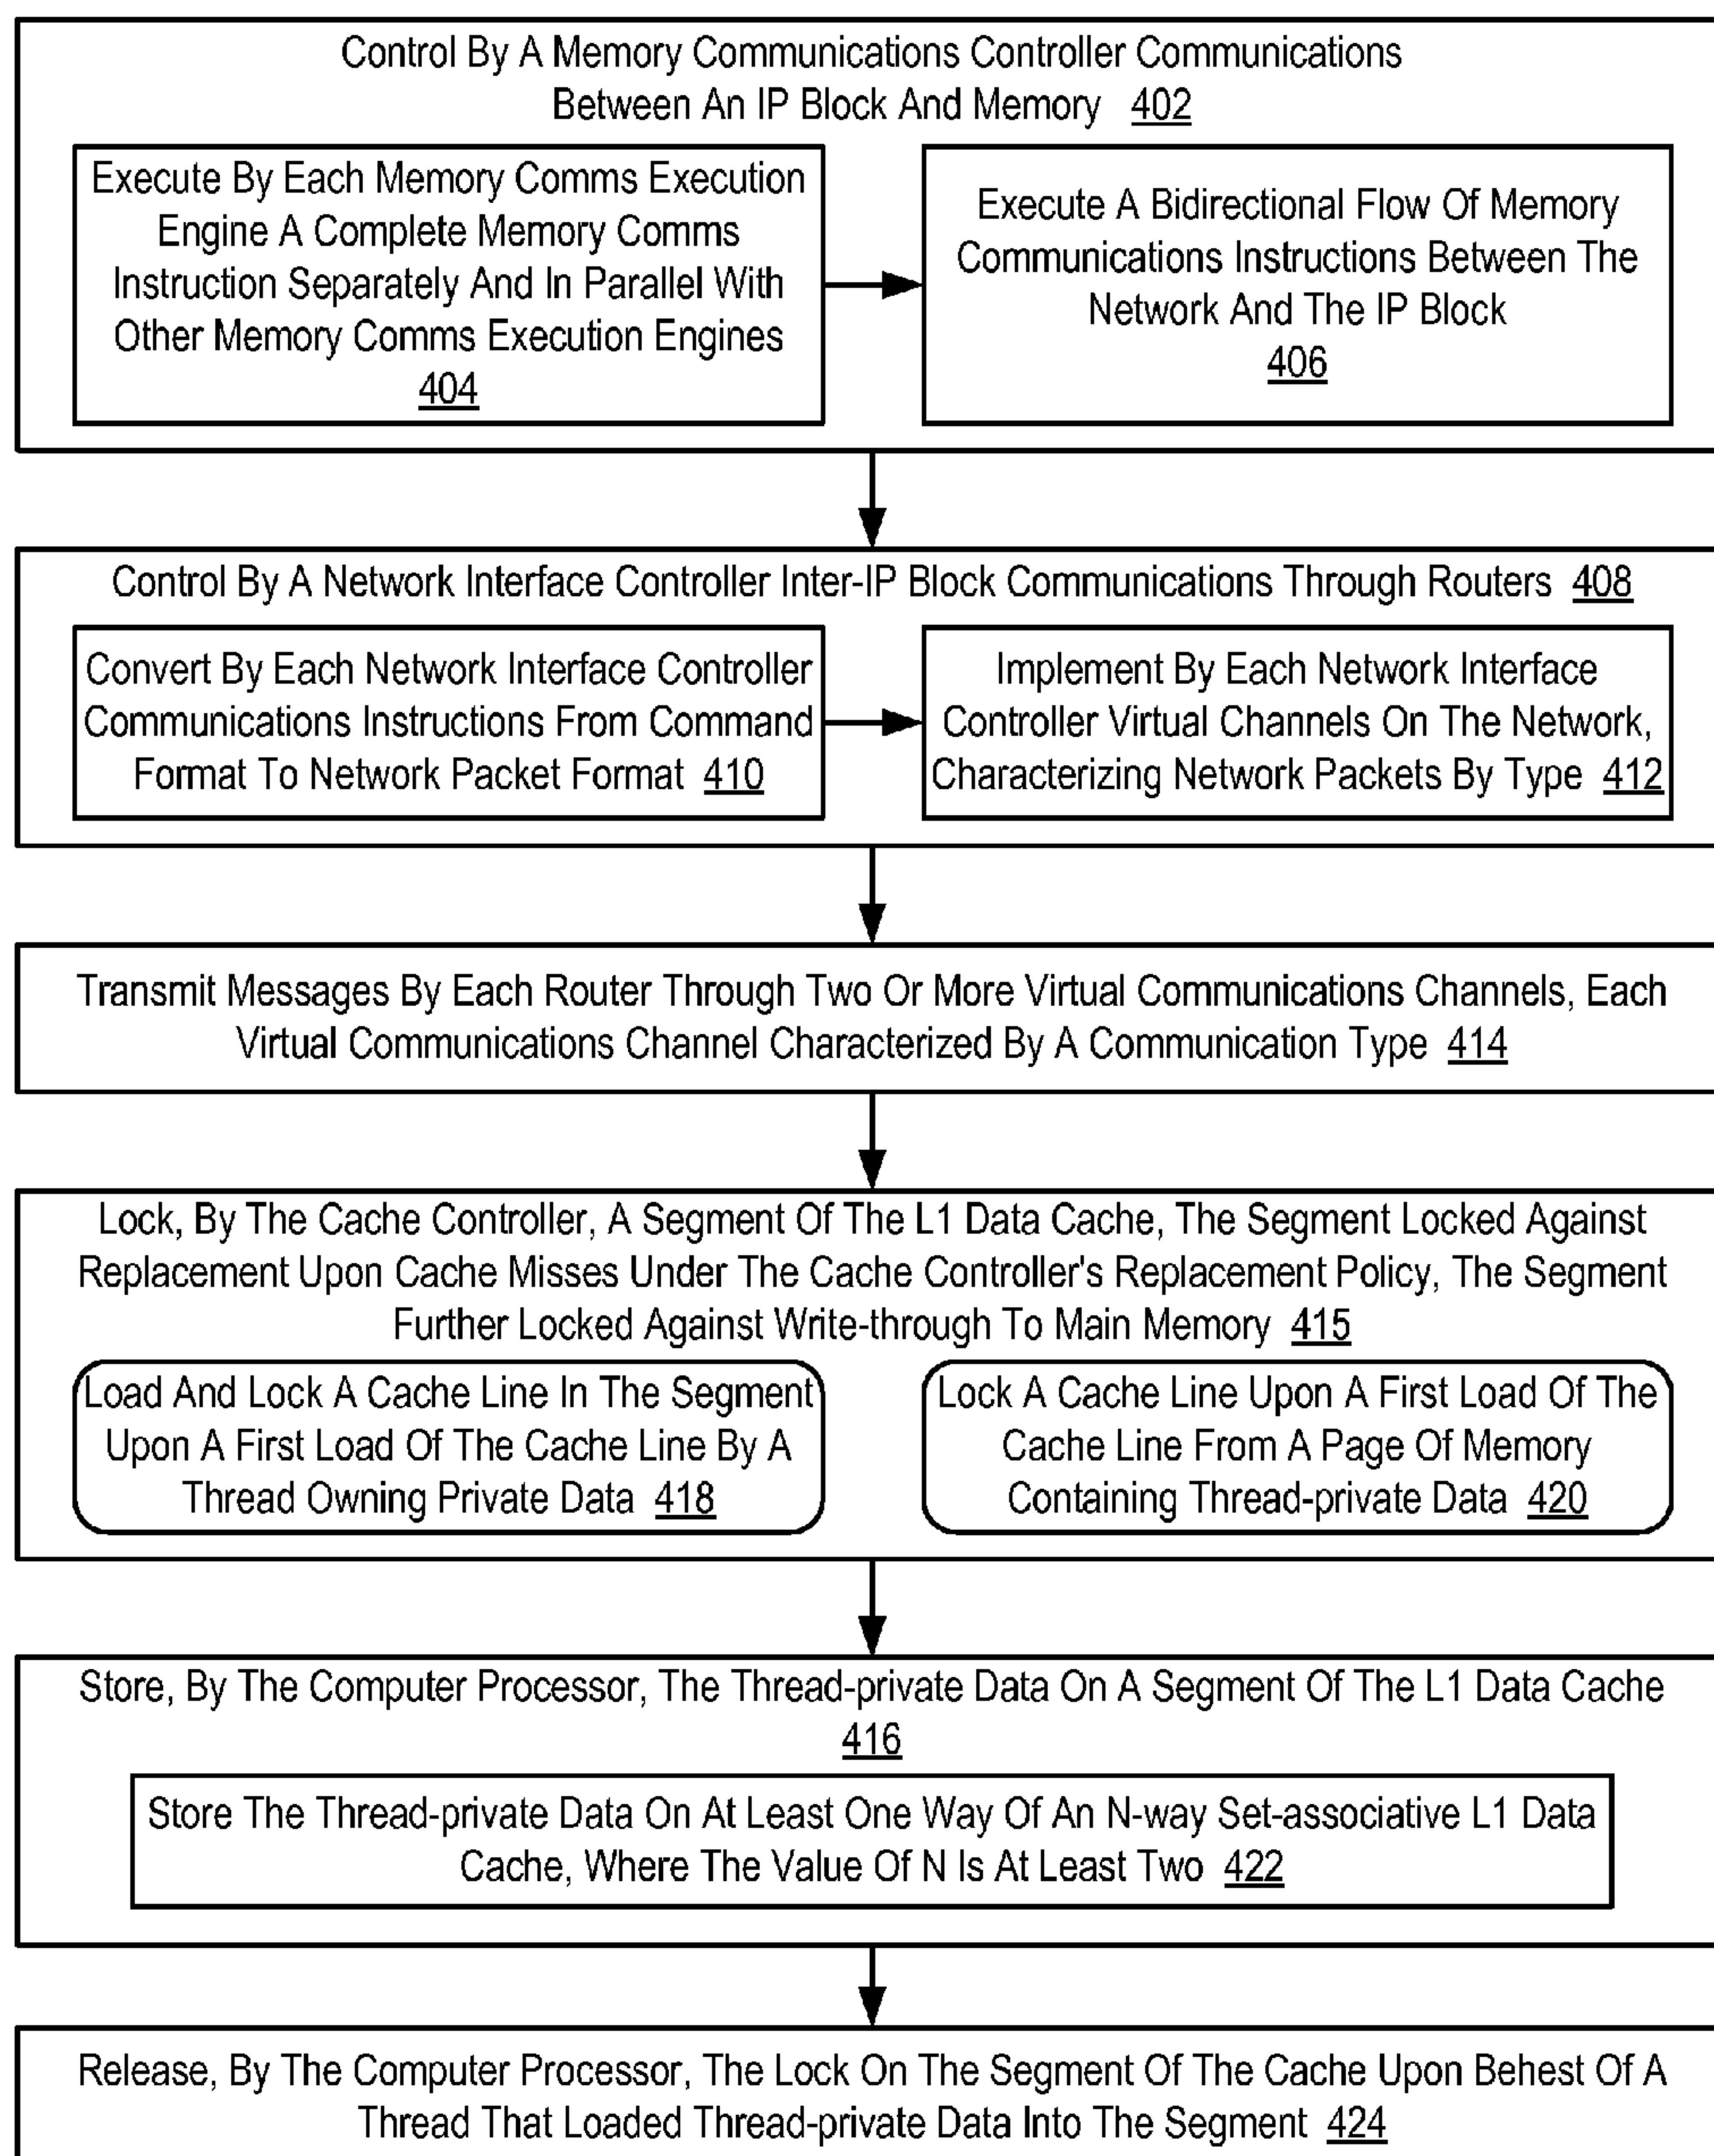 Control By A Memory Communications Controller Communications
Between An IP Block And Memory 402
Execute By Each Memory Comms Execution
Engine A Complete Memory Comms
Instruction Separately And In Parallel With
Other Memory Comms Execution Engines
404
Execute A Bidirectional Flow Of Memory
Communications Instructions Between The
Network And The IP Block
406
Control By A Network Interface Controller Inter-IP Block Communications Through Routers 408
Convert By Each Network Interface Controller
Communications Instructions From Command
Format To Network Packet Format 410
Implement By Each Network Interface
Controller Virtual Channels On The Network,
Characterizing Network Packets By Type 412
Transmit Messages By Each Router Through Two Or More Virtual Communications Channels, Each
Virtual Communications Channel Characterized By A Communication Type 414
Lock, By The Cache Controller, A Segment Of The L1 Data Cache, The Segment Locked Against
Replacement Upon Cache Misses Under The Cache Controller's Replacement Policy, The Segment
Further Locked Against Write-through To Main Memory 415
Load And Lock A Cache Line In The Segment
Upon A First Load Of The Cache Line By A
Thread Owning Private Data 418
Lock A Cache Line Upon A First Load Of The
Cache Line From A Page Of Memory
Containing Thread-private Data 420
Store, By The Computer Processor, The Thread-private Data On A Segment Of The L1 Data Cache
416
Store The Thread-private Data On At Least One Way Of An N-way Set-associative L1 Data
Cache, Where The Value Of N Is At Least Two 422
Release, By The Computer Processor, The Lock On The Segment Of The Cache Upon Behest Of A
Thread That Loaded Thread-private Data Into The Segment 424